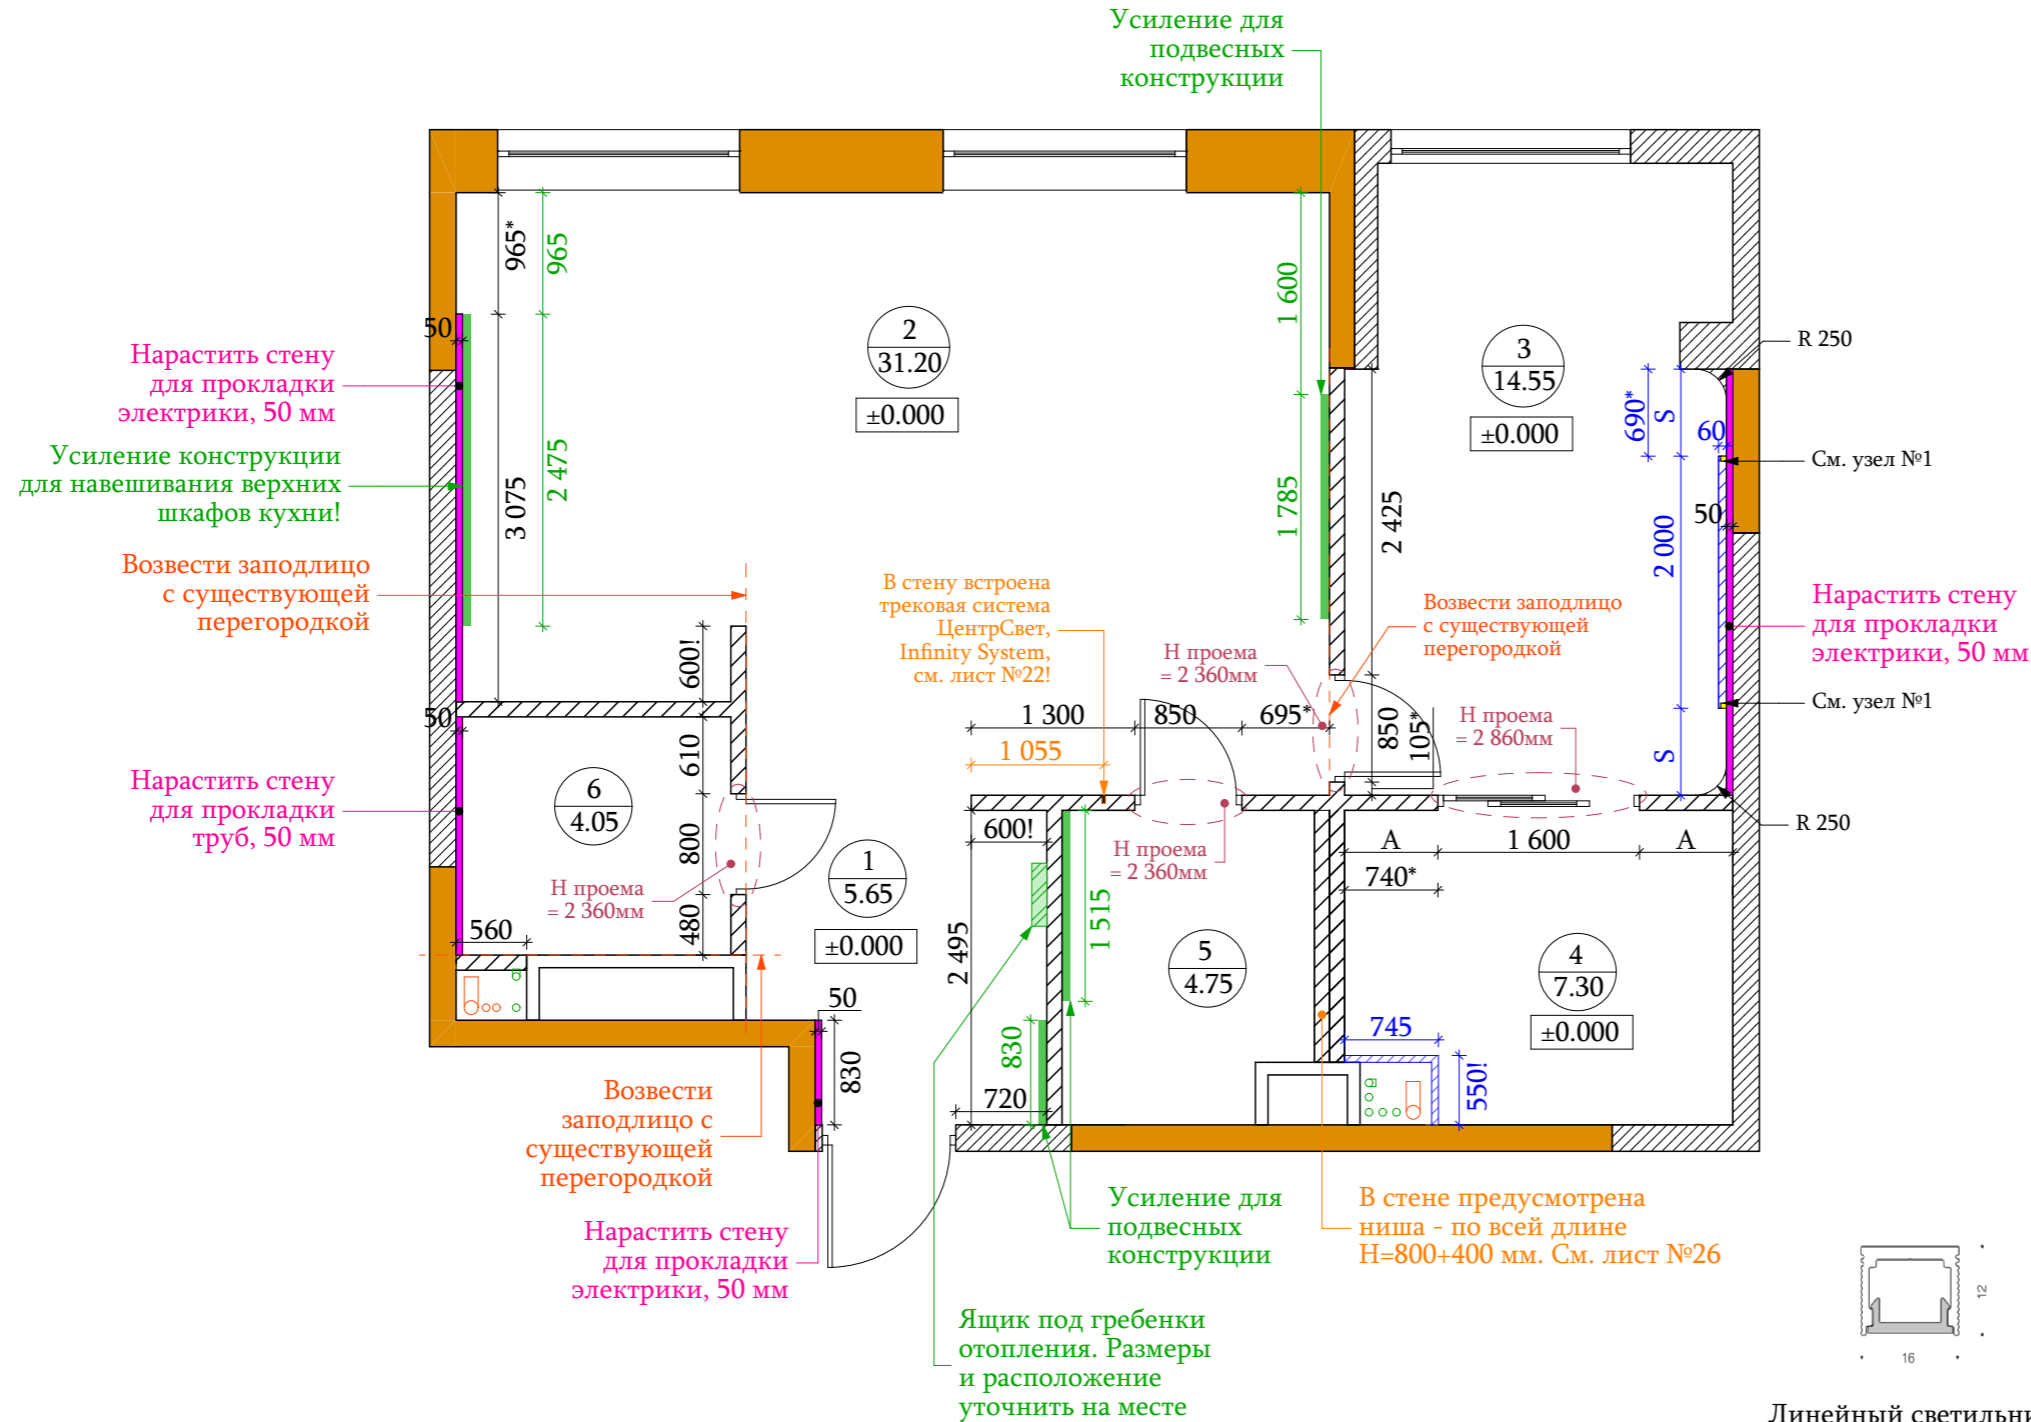 Усиление для
подвесных
конструкции
965*
965
1 600
50
2
31.20
±0.000
3
14.55
±0.000
R 250
Нарастить стену
для прокладки
электрики, 50 мм
Усиление конструкции
для навешивания верхних
шкафов кухни!
Возвести заподлицо
с существующей
перегородкой
3 075
2 475
1 785
2 425
690*
S
60
См. узел №1
2 000
50
В стену встроена
трековая система
ЦентрСвет,
Infinity System,
см. лист №22!
Н проема
= 2 360мм
Возвести заподлицо
с существующей
перегородкой
Нарастить стену
для прокладки
электрики, 50 мм
600!
50
610
1 300
850
695*
1 055
850
105*
Н проема
= 2 860мм
См. узел №1
S
R 250
Нарастить стену
для прокладки
труб, 50 мм
6
4.05
800
480
Н проема
= 2 360мм
560
1
5.65
±0.000
600!
Н проема
= 2 360мм
A
1 600
A
740*
1 515
2 495
5
4.75
4
7.30
±0.000
50
830
830
720
745
550!
Возвести
заподлицо с
существующей
перегородкой
Нарастить стену
для прокладки
электрики, 50 мм
Усиление для
подвесных
конструкции
В стене предусмотрена
ниша - по всей длине
Н=800+400 мм. См. лист №26
Ящик под гребенки
отопления. Размеры
и расположение
уточнить на месте
12
16
Линейный светильни